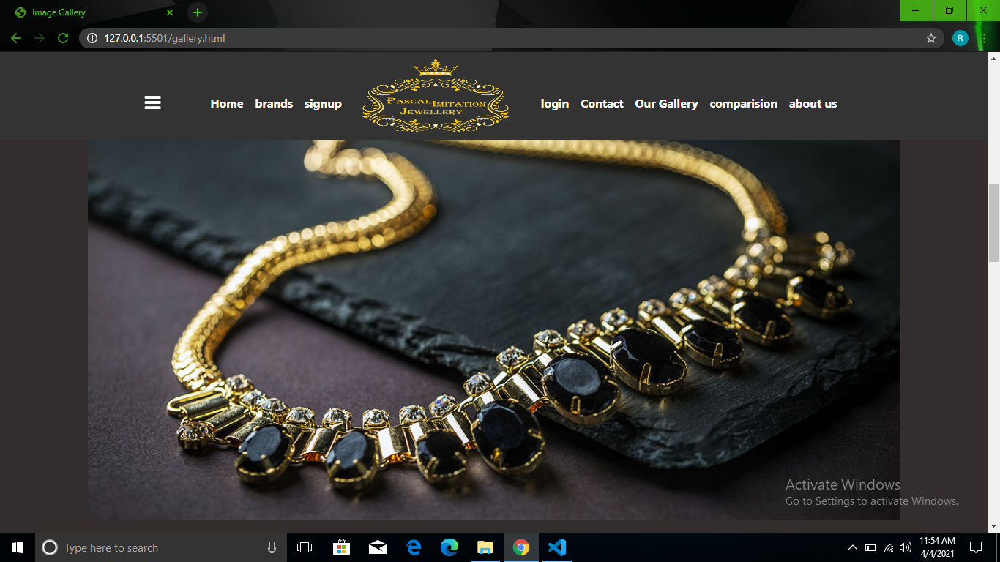 Image Gallery
127.0.0.1:5501/gallery.html
R
Home brands signup
PASCAL IMITATION
JEWELLERY
login Contact Our Gallery comparision about us
Activate Windows
Go to Settings to activate Windows.
Type here to search
11:54 AM
4/4/2021